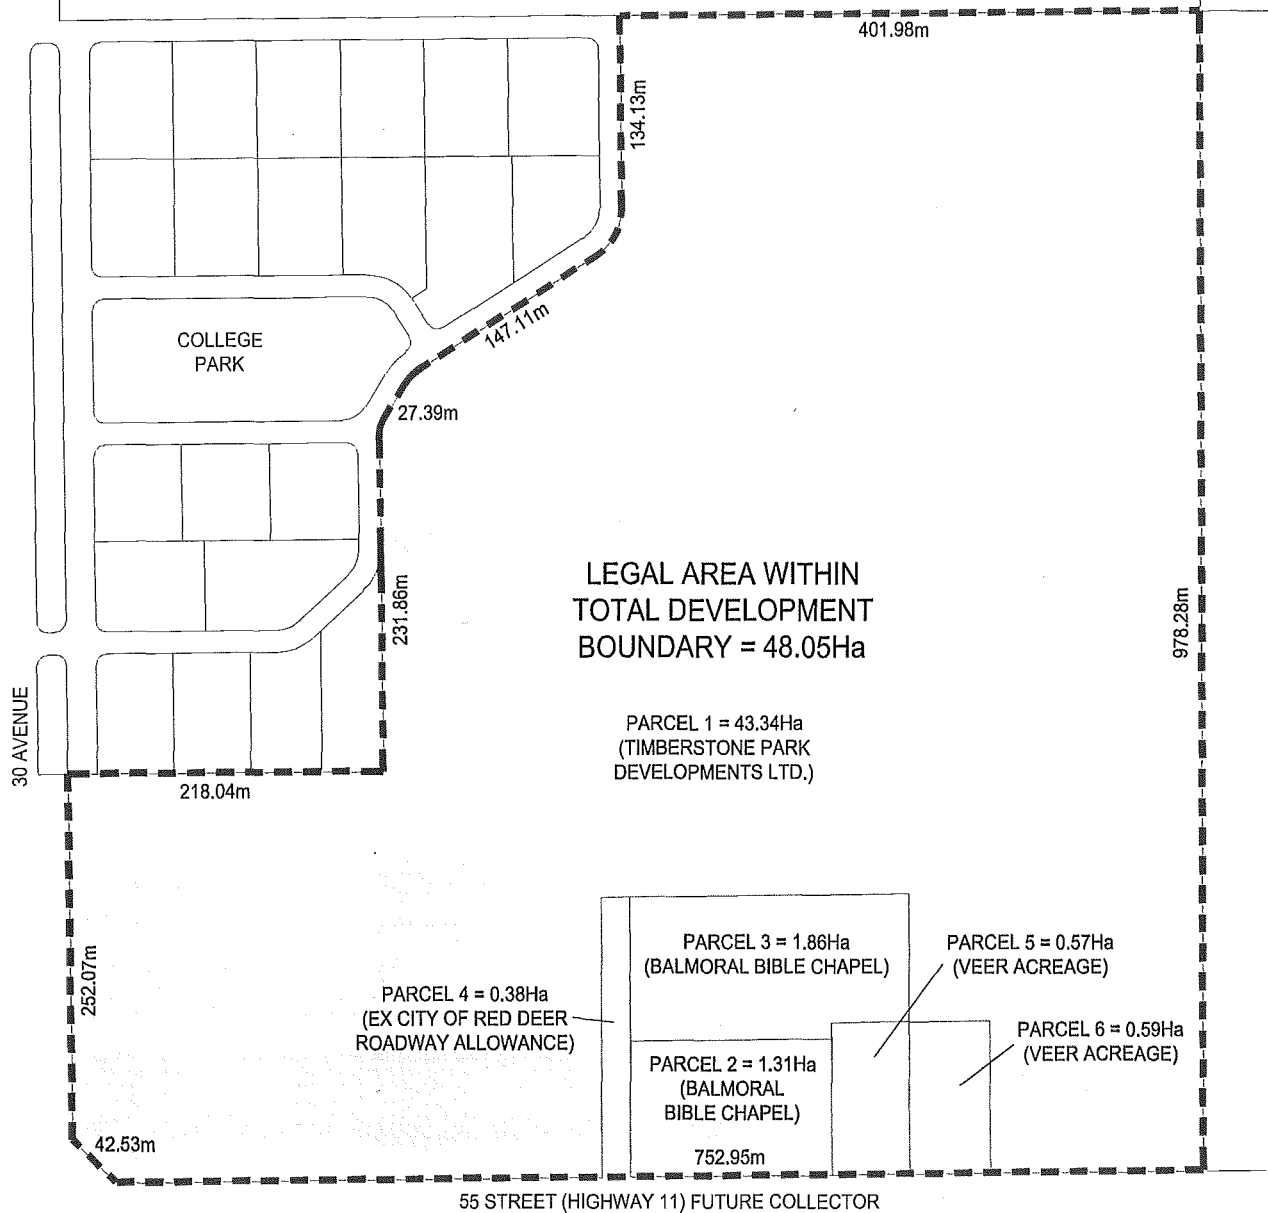 401.98m
134.13m
147.11m
COLLEGE
PARK
27.39m
LEGAL AREA WITHIN
TOTAL DEVELOPMENT
BOUNDARY = 48.05Ha
231.86m
978.28m
30 AVENUE
PARCEL 1 = 43.34Ha
(TIMBERSTONE PARK
DEVELOPMENTS LTD.)
218.04m
252.07m
PARCEL 3 = 1.86Ha
(BALMORAL BIBLE CHAPEL)
PARCEL 5 = 0.57Ha
(VEER ACREAGE)
PARCEL 4 = 0.38Ha
(EX CITY OF RED DEER
ROADWAY ALLOWANCE)
PARCEL 6 = 0.59Ha
(VEER ACREAGE)
PARCEL 2 = 1.31Ha
(BALMORAL
BIBLE CHAPEL)
42.53m
752.95m
55 STREET (HIGHWAY 11) FUTURE COLLECTOR